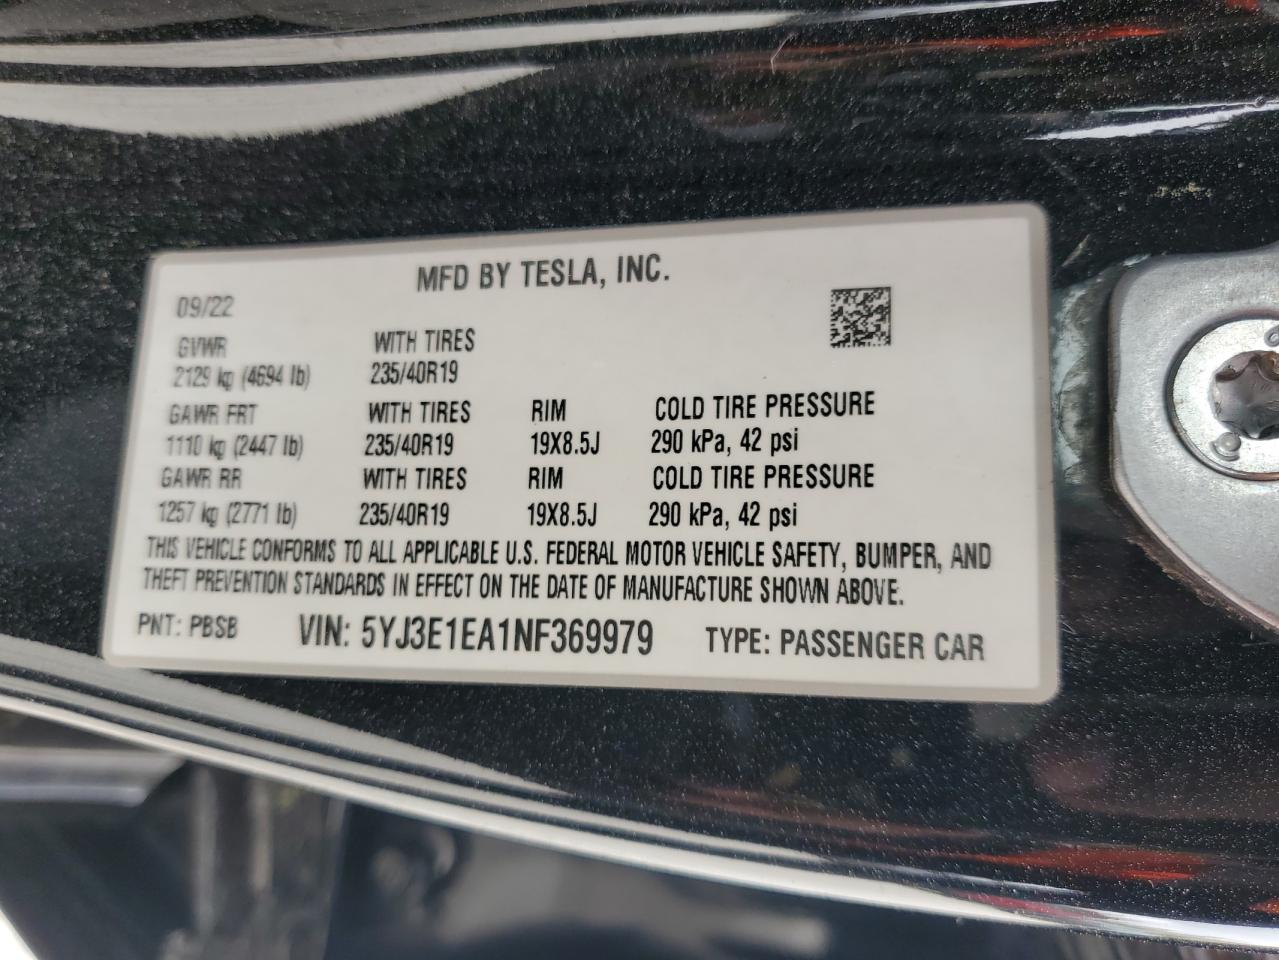 MFD BY TESLA, INC.
09/22
GVWR WITH TIRES
2129 kg (4694 lb) 235/40R19
GAWR FRT WITH TIRES RIM COLD TIRE PRESSURE
1110 kg (2447 lb) 235/40R19 19X8.5J 290 kPa, 42 psi
GAWR RR WITH TIRES RIM COLD TIRE PRESSURE
1257 kg (2771 lb) 235/40R19 19X8.5J 290 kPa, 42 psi
THIS VEHICLE CONFORMS TO ALL APPLICABLE U.S. FEDERAL MOTOR VEHICLE SAFETY, BUMPER, AND
THEFT PREVENTION STANDARDS IN EFFECT ON THE DATE OF MANUFACTURE SHOWN ABOVE.
PNT: PBSB VIN: 5YJ3E1EA1NF369979 TYPE: PASSENGER CAR